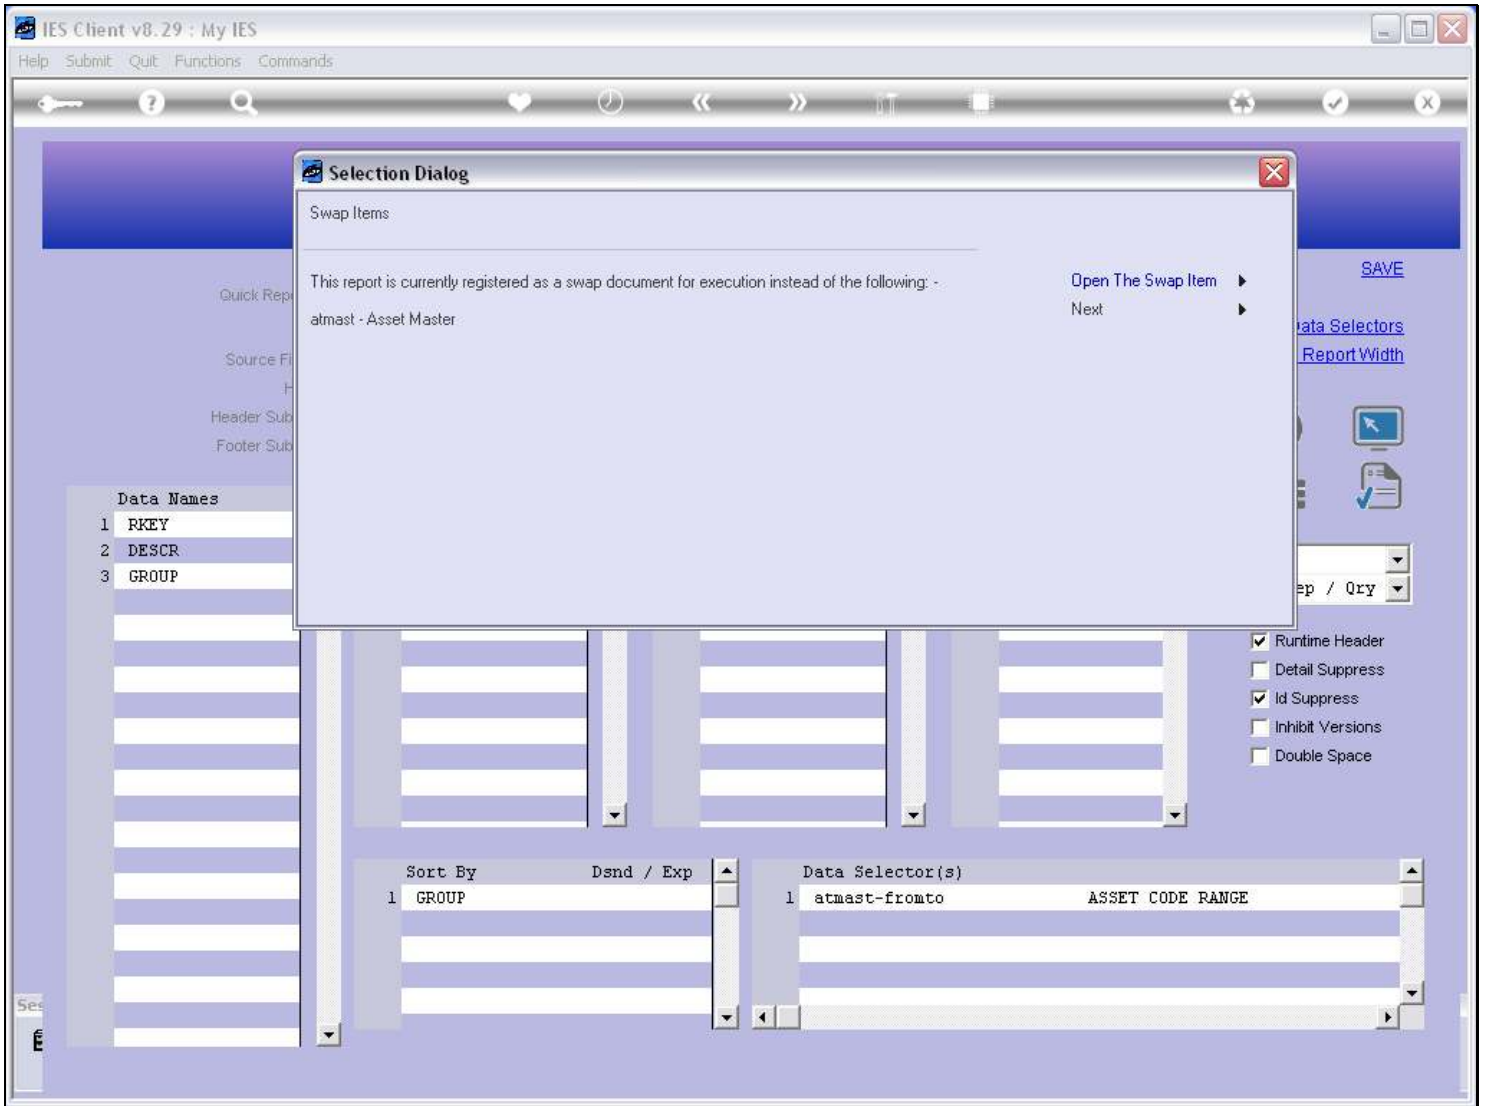 IES Client v8.29 : My IES
Help Submit Quit Functions Commands
Selection Dialog
Swap Items
This report is currently registered as a swap document for execution instead of the following: -
atmast - Asset Master
Open The Swap Item
Next
SAVE
Data Selectors
Report Width
Quick Rep
Source Fi
H
Header Sub
Footer Sub
Data Names
1 RKEY
2 DESCR
3 GROUP
ep / Qry
Runtime Header
Detail Suppress
Id Suppress
Inhibit Versions
Double Space
Sort By Dsnd / Exp
1 GROUP
Data Selector(s)
1 atmast-fromto ASSET CODE RANGE
Ses